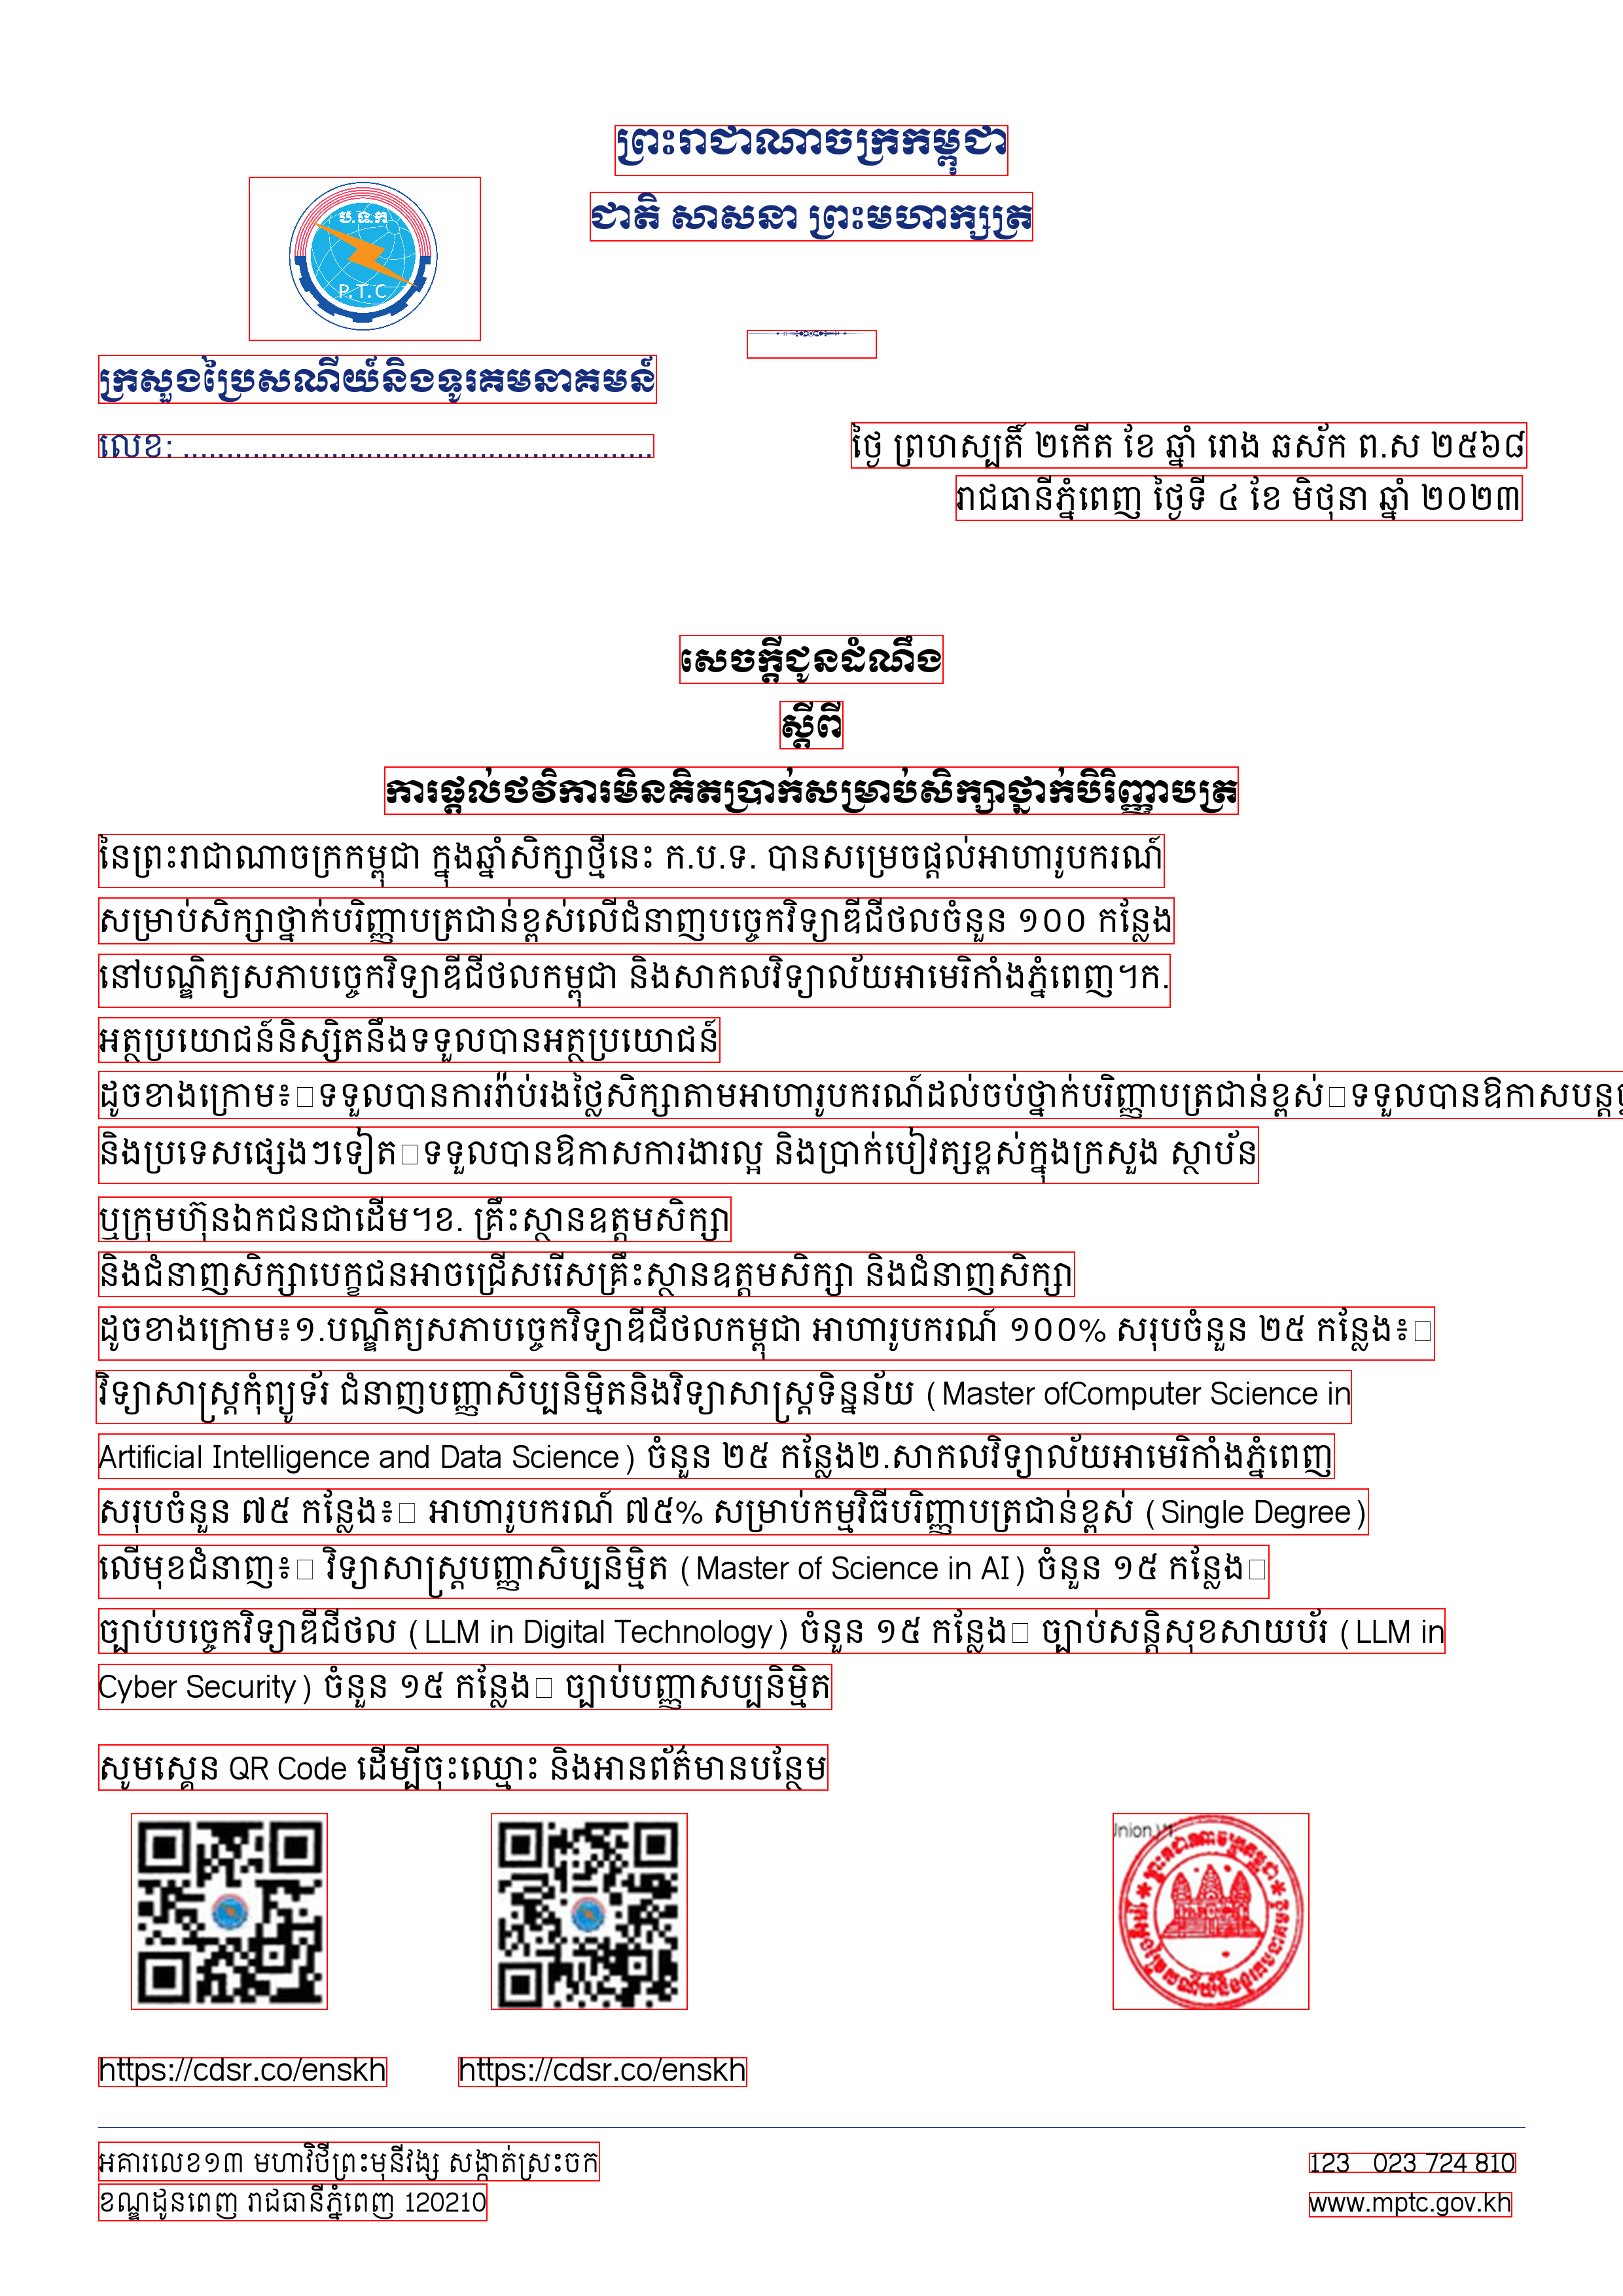 ព្រះរាជាណាចក្រកម្ពុជា
ជាតិ សាសនា ព្រះមហាក្សត្រ
ប.ទ.ក
P.T.C
ក្រសួងប្រៃសណីយ៍និងទូរគមនាគមន៍
លេខ: ......................................................
ថ្ងៃ ព្រហស្បតិ៍ ២កើត ខែ ឆ្នាំ រោង ឆស័ក ព.ស ២៥៦៨
រាជធានីភ្នំពេញ ថ្ងៃទី ៤ ខែ មិថុនា ឆ្នាំ ២០២៣
សេចក្តីជូនដំណឹង
ស្តីពី
ការផ្តល់ថវិការមិនគិតប្រាក់សម្រាប់សិក្សាថ្នាក់បិរិញ្ញាបត្រ
នៃព្រះរាជាណាចក្រកម្ពុជា ក្នុងឆ្នាំសិក្សាថ្មីនេះ ក.ប.ទ. បានសម្រេចផ្តល់អាហារូបករណ៍
សម្រាប់សិក្សាថ្នាក់បរិញ្ញាបត្រជាន់ខ្ពស់លើជំនាញបច្ចេកវិទ្យាឌីជីថលចំនួន ១០០ កន្លែង
នៅបណ្ឌិត្យសភាបច្ចេកវិទ្យាឌីជីថលកម្ពុជា និងសាកលវិទ្យាល័យអាមេរិកាំងភ្នំពេញ។ក.
អត្ថប្រយោជន៍និស្សិតនឹងទទួលបានអត្ថប្រយោជន៍
ដូចខាងក្រោម៖ទទួលបានការរ៉ាប់រងថ្លៃសិក្សាតាមអាហារូបករណ៍ដល់ចប់ថ្នាក់បរិញ្ញាបត្រជាន់ខ្ពស់ទទួលបានឱកាសបន្ត
និងប្រទេសផ្សេងៗទៀតទទួលបានឱកាសការងារល្អ និងប្រាក់បៀវត្សខ្ពស់ក្នុងក្រសួង ស្ថាប័ន
ឬក្រុមហ៊ុនឯកជនជាដើម។ខ. គ្រឹះស្ថានឧត្តមសិក្សា
និងជំនាញសិក្សាបេក្ខជនអាចជ្រើសរើសគ្រឹះស្ថានឧត្តមសិក្សា និងជំនាញសិក្សា
ដូចខាងក្រោម៖១.បណ្ឌិត្យសភាបច្ចេកវិទ្យាឌីជីថលកម្ពុជា អាហារូបករណ៍ ១០០% សរុបចំនួន ២៥ កន្លែង៖
វិទ្យាសាស្ត្រកុំព្យូទ័រ ជំនាញបញ្ញាសិប្បនិម្មិតនិងវិទ្យាសាស្ត្រទិន្នន័យ (Master ofComputer Science in
Artificial Intelligence and Data Science) ចំនួន ២៥ កន្លែង២.សាកលវិទ្យាល័យអាមេរិកាំងភ្នំពេញ
សរុបចំនួន ៧៥ កន្លែង៖ អាហារូបករណ៍ ៧៥% សម្រាប់កម្មវិធីបរិញ្ញាបត្រជាន់ខ្ពស់ (Single Degree)
លើមុខជំនាញ៖ វិទ្យាសាស្ត្របញ្ញាសិប្បនិម្មិត (Master of Science in AI) ចំនួន ១៥ កន្លែង
ច្បាប់បច្ចេកវិទ្យាឌីជីថល (LLM in Digital Technology) ចំនួន ១៥ កន្លែង ច្បាប់សន្តិសុខសាយប័រ (LLM in
Cyber Security) ចំនួន ១៥ កន្លែង ច្បាប់បញ្ញាសប្បនិម្មិត
សូមស្កេន QR Code ដើម្បីចុះឈ្មោះ និងអានព័ត៌មានបន្ថែម
https://cdsr.co/enskh
https://cdsr.co/enskh
អគារលេខ១៣ មហាវិថីព្រះមុនីវង្ស សង្កាត់ស្រះចក
ខណ្ឌដូនពេញ រាជធានីភ្នំពេញ 120210
123 023 724 810
www.mptc.gov.kh